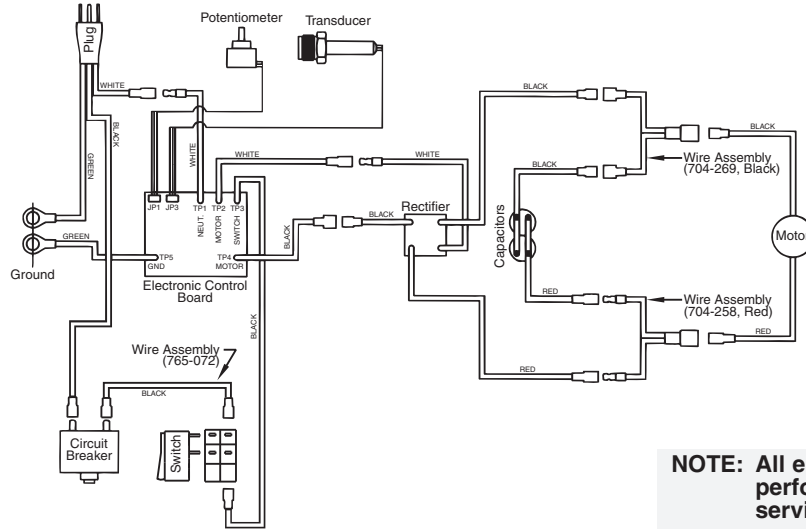 Potentiometer
Transducer
Plug
WHITE
BLACK
GREEN
WHITE
BLACK
BLACK
BLACK
WHITE
WHITE
Wire Assembly
(704-269, Black)
JP1
JP3
TP1
TP2
TP3
NEUT.
MOTOR
SWITCH
Rectifier
BLACK
BLACK
Capacitors
GREEN
TP5
GND
TP4
MOTOR
Ground
Electronic Control
Board
RED
Wire Assembly
(704-258, Red)
RED
RED
BLACK
Wire Assembly
(765-072)
BLACK
Circuit
Breaker
Switch
NOTE: All e
perfo
servi